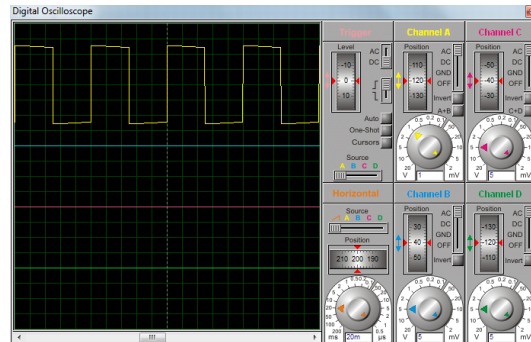 Digital Oscilloscope
Trigger
Level
AC
DC
-10
0
10
Auto
One-Shot
Cursors
Source
A B C D
Channel A
Position
AC
DC
GND
OFF
110
-120
-130
Invert
A+B
V
1
mV
Channel C
Position
AC
DC
GND
OFF
-50
-40
-30
Invert
C+D
V
5
mV
Horizontal
Source
A B C D
Position
210 200 190
ms
20m
µs
Channel B
Position
AC
DC
GND
OFF
30
40
50
Invert
V
5
mV
Channel D
Position
AC
DC
GND
OFF
-130
-120
-110
Invert
V
5
mV